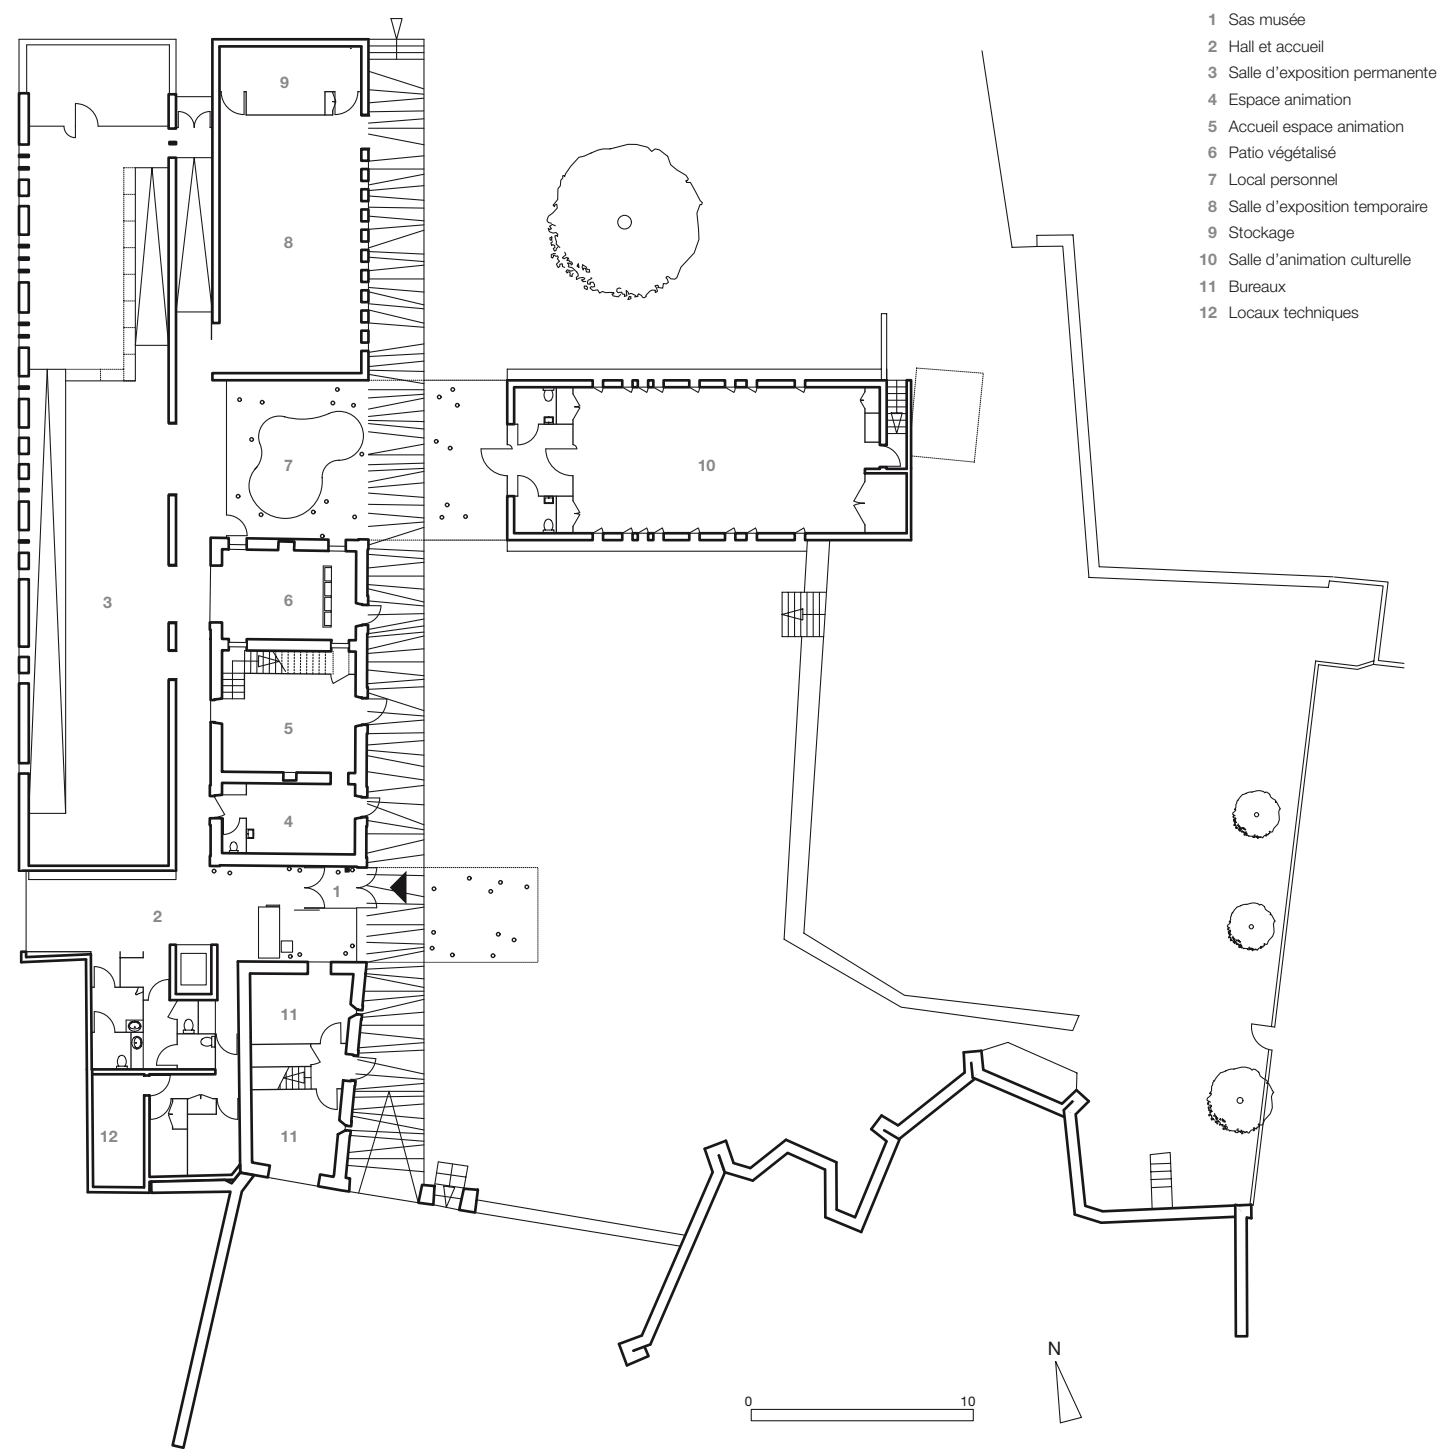 1 Sas musée
2 Hall et accueil
3 Salle d'exposition permanente
4 Espace animation
5 Accueil espace animation
6 Patio végétalisé
7 Local personnel
8 Salle d'exposition temporaire
9 Stockage
10 Salle d'animation culturelle
11 Bureaux
12 Locaux techniques
9
8
7
10
6
3
5
4
1
2
11
12
11
N
0 10